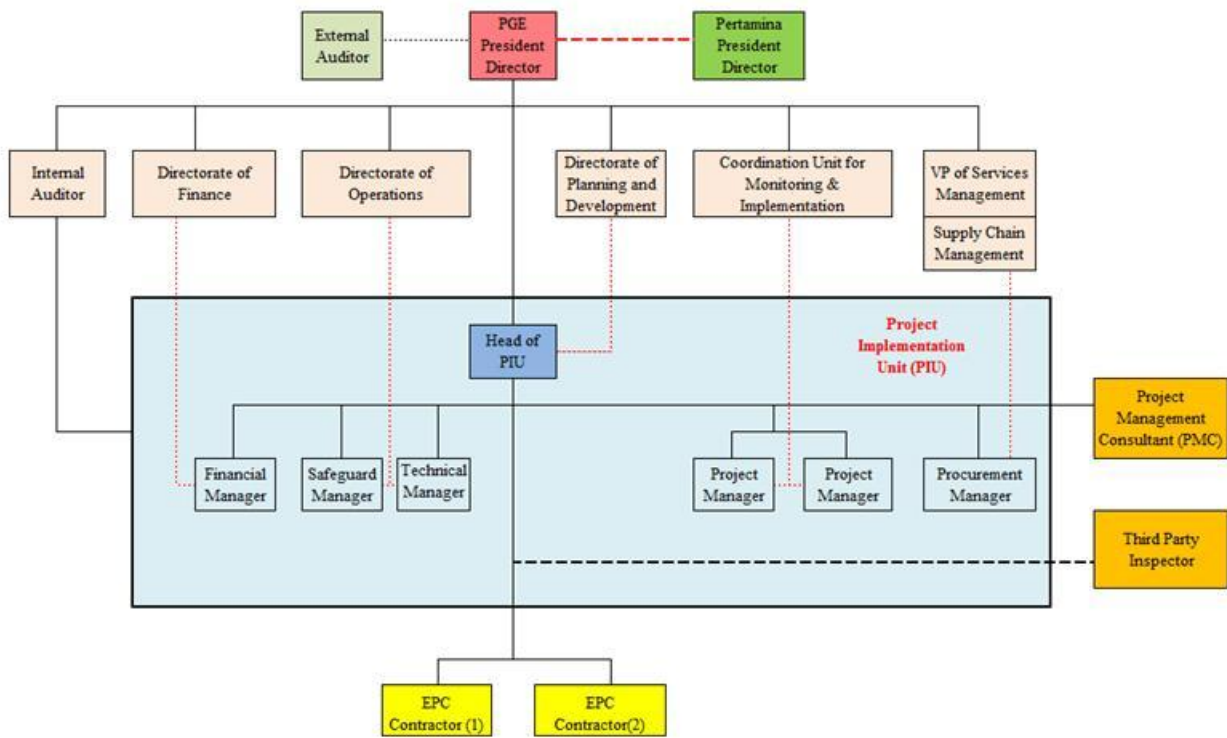 External
Auditor
PGE
President
Director
Pertamina
President
Director
Internal
Auditor
Directorate of
Finance
Directorate of
Operations
Directorate of
Planning and
Development
Coordination Unit for
Monitoring &
Implementation
VP of Services
Management
Supply Chain
Management
Head of
PIU
Project
Implementation
Unit (PIU)
Project
Management
Consultant (PMC)
Financial
Manager
Safeguard
Manager
Technical
Manager
Project
Manager
Project
Manager
Procurement
Manager
Third Party
Inspector
EPC
Contractor (1)
EPC
Contractor(2)